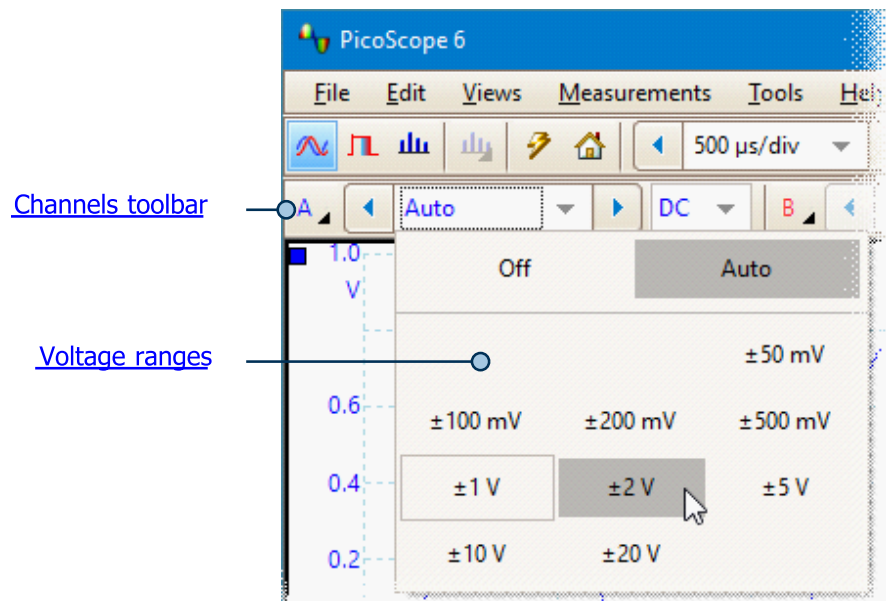 PicoScope 6
File Edit Views Measurements Tools
500 µs/div
Channels toolbar
A Auto DC B
1.0
V
Off Auto
Voltage ranges
±50 mV
0.6
±100 mV ±200 mV ±500 mV
0.4
±1 V ±2 V ±5 V
0.2
±10 V ±20 V